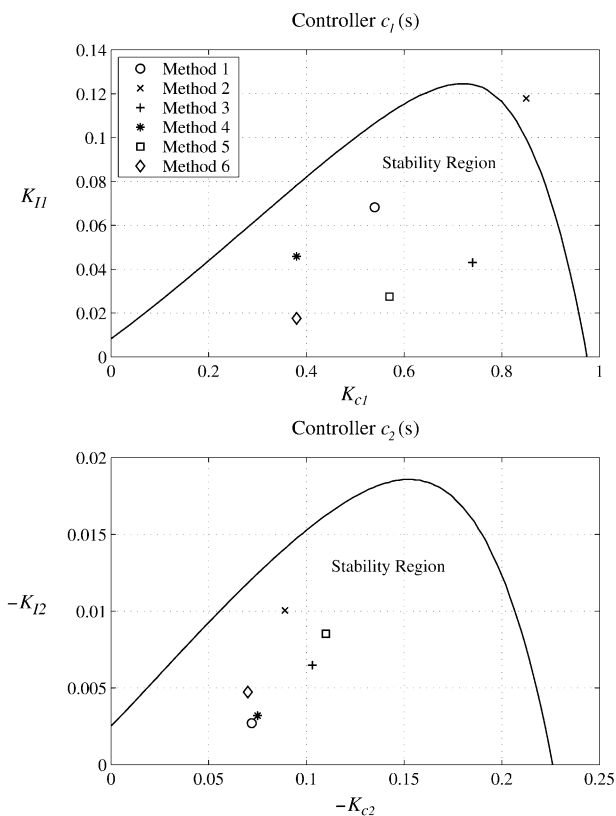 Controller c1(s)
0.14
0.12
0.1
0.08
0.06
0.04
0.02
0
KI1
Method 1
Method 2
Method 3
Method 4
Method 5
Method 6
Stability Region
0 0.2 0.4 0.6 0.8 1
Kc1
Controller c2(s)
0.02
0.015
0.01
0.005
0
−KI2
Stability Region
0 0.05 0.1 0.15 0.2 0.25
−Kc2